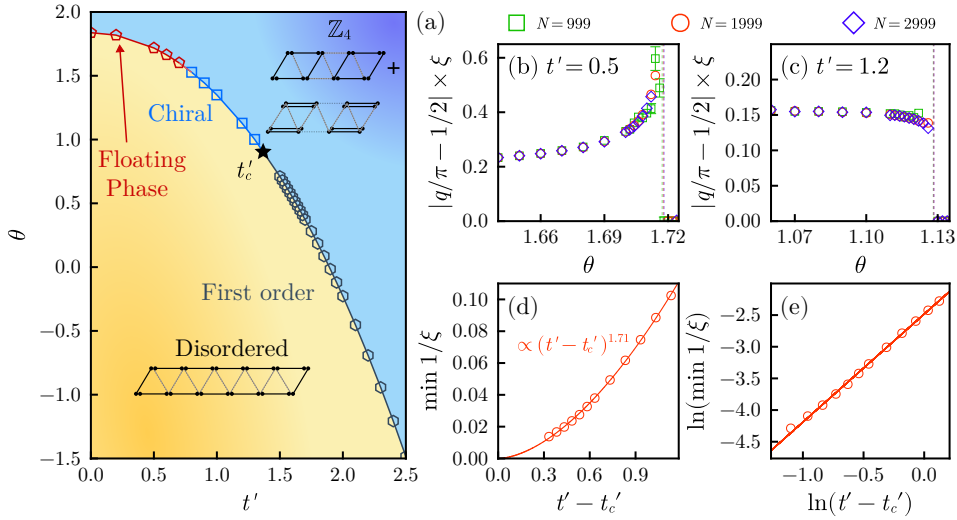 (a)
N = 999
N = 1999
N = 2999
θ
2.0
1.5
1.0
0.5
0.0
−0.5
−1.0
−1.5
0.0
0.5
1.0
1.5
2.0
2.5
t′
ℤ₄
+
Chiral
Floating
Phase
t′c
First order
Disordered
(b) t′ = 0.5
|q/π − 1/2| × ξ
0.6
0.4
0.2
0.0
1.66
1.69
1.72
θ
(c) t′ = 1.2
|q/π − 1/2| × ξ
0.20
0.15
0.10
0.05
0.00
1.07
1.10
1.13
θ
(d)
min 1/ξ
0.10
0.08
0.06
0.04
0.02
0.00
∝ (t′ − tc′)^1.71
0.0
0.3
0.6
0.9
t′ − tc′
(e)
ln(min 1/ξ)
−2.5
−3.0
−3.5
−4.0
−4.5
−1.0
−0.5
0.0
ln(t′ − tc′)